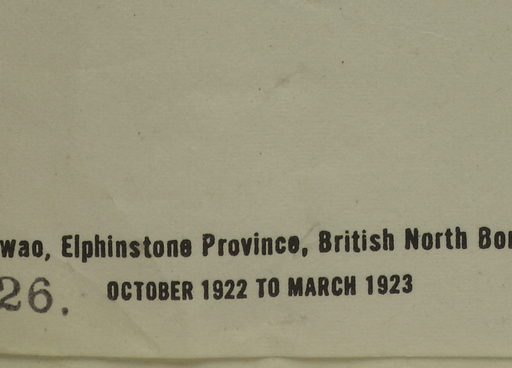 wao, Elphinstone Province, British North Bor
26. OCTOBER 1922 TO MARCH 1923